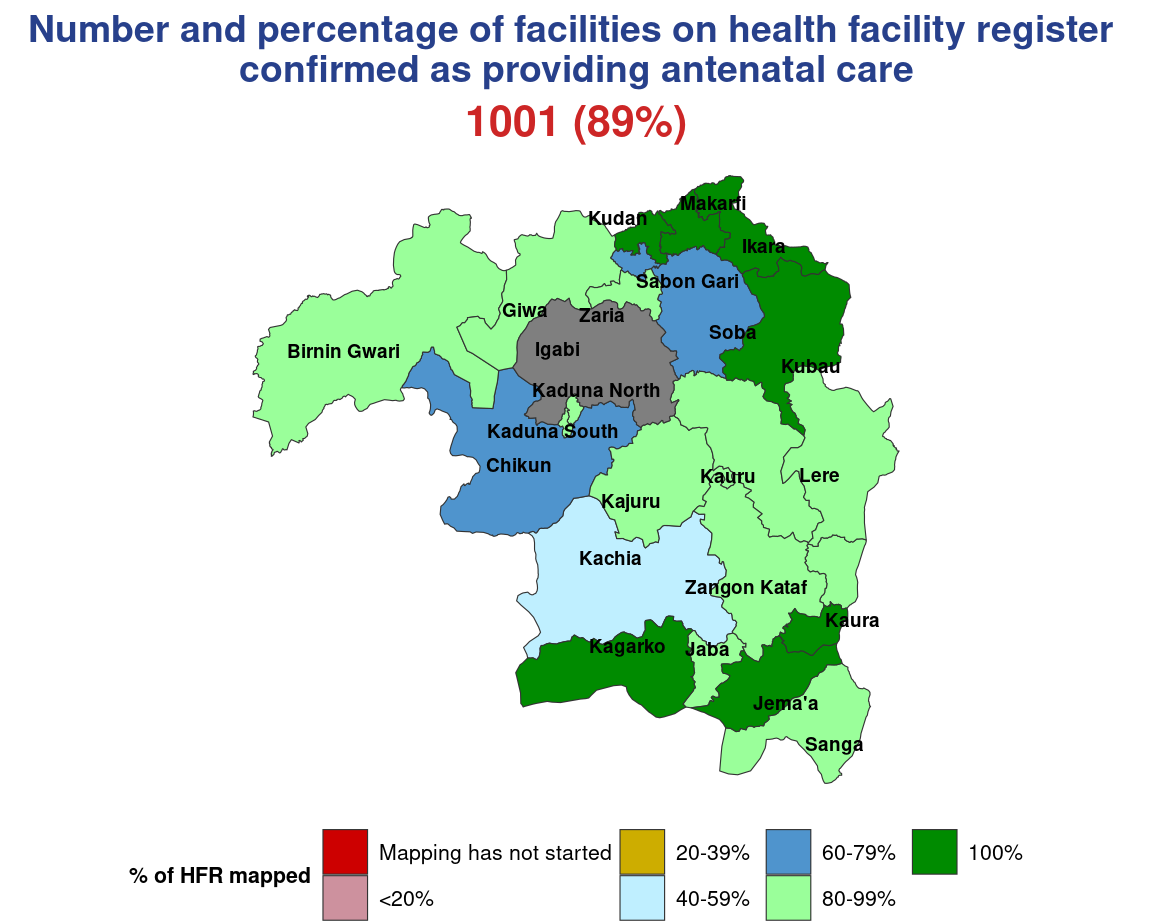 Number and percentage of facilities on health facility register
confirmed as providing antenatal care
1001 (89%)
Makarfi
Kudan
Ikara
Sabon Gari
Giwa
Zaria
Soba
Birnin Gwari
Igabi
Kubau
Kaduna North
Kaduna South
Chikun
Kauru
Lere
Kajuru
Kachia
Zangon Kataf
Kaura
Kagarko
Jaba
Jema'a
Sanga
% of HFR mapped
Mapping has not started
<20%
20-39%
40-59%
60-79%
80-99%
100%